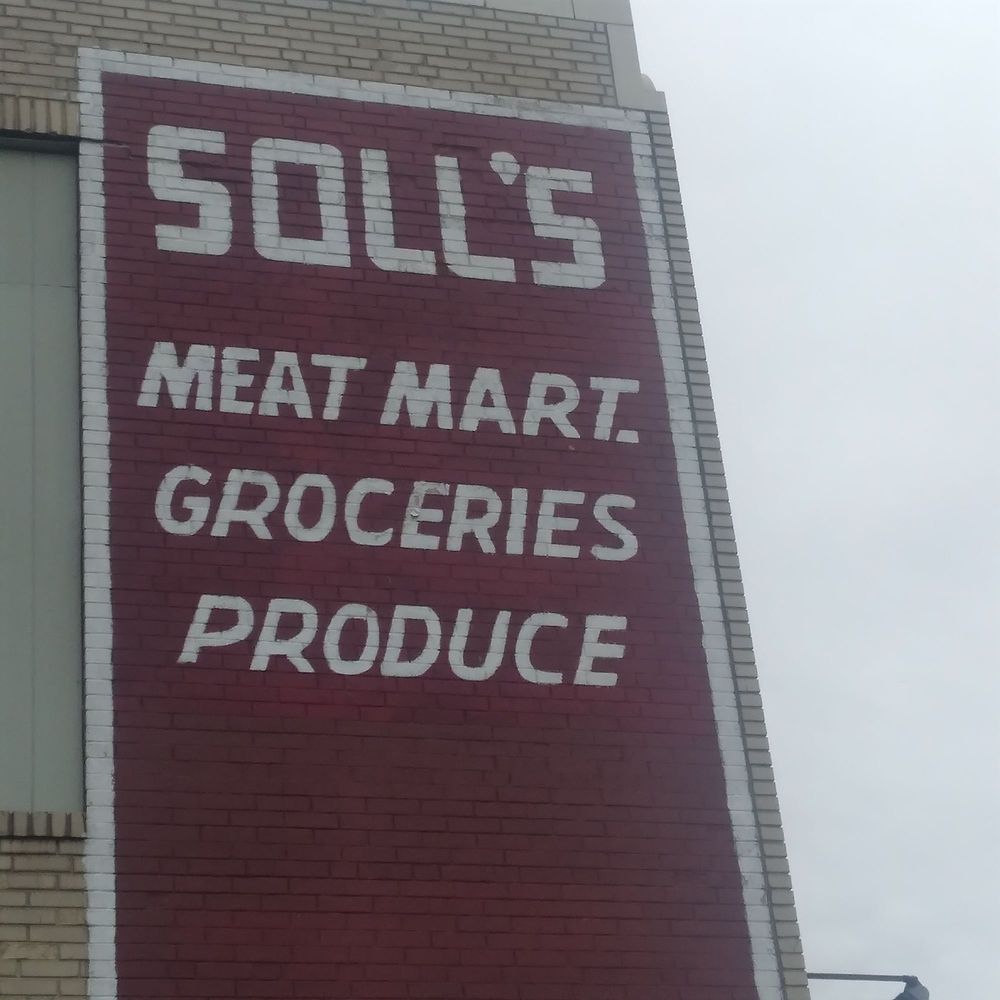 SOLL'S
MEAT MART.
GROCERIES
PRODUCE